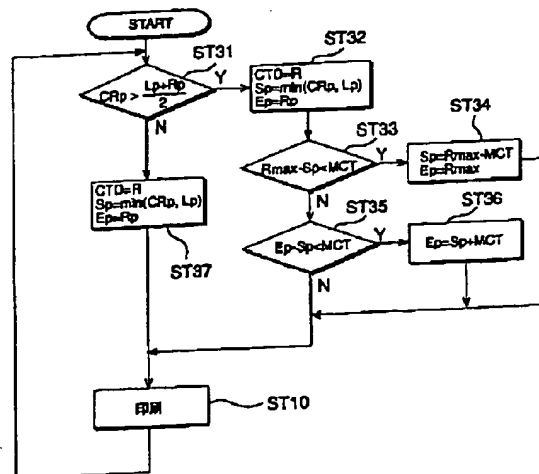 START
ST31
CRp > Lp+Rp / 2
Y
N
ST32
CTD=R
Sp=min(CRp, Lp)
Ep=Rp
ST33
Rmax-Sp<MCT
Y
N
ST34
Sp=Rmax-MCT
Ep=Rmax
CTD=R
Sp=min(CRp, Lp)
Ep=Rp
ST37
ST35
Ep-Sp<MCT
Y
N
ST36
Ep=Sp+MCT
印刷
ST10